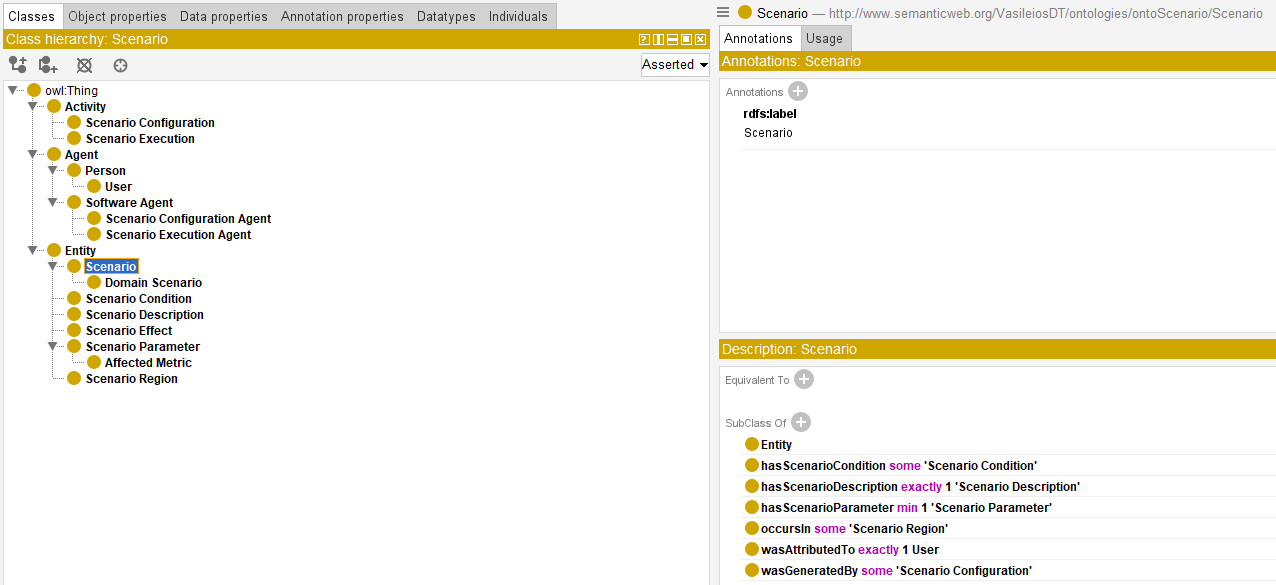 Classes Object properties Data properties Annotation properties Datatypes Individuals
Class hierarchy: Scenario
Asserted
owl:Thing
Activity
Scenario Configuration
Scenario Execution
Agent
Person
User
Software Agent
Scenario Configuration Agent
Scenario Execution Agent
Entity
Scenario
Domain Scenario
Scenario Condition
Scenario Description
Scenario Effect
Scenario Parameter
Affected Metric
Scenario Region
Scenario — http://www.semanticweb.org/VasileiosDT/ontologies/ontoScenario/Scenario
Annotations Usage
Annotations: Scenario
Annotations
rdfs:label
Scenario
Description: Scenario
Equivalent To
SubClass Of
Entity
hasScenarioCondition some 'Scenario Condition'
hasScenarioDescription exactly 1 'Scenario Description'
hasScenarioParameter min 1 'Scenario Parameter'
occursIn some 'Scenario Region'
wasAttributedTo exactly 1 User
wasGeneratedBy some 'Scenario Configuration'